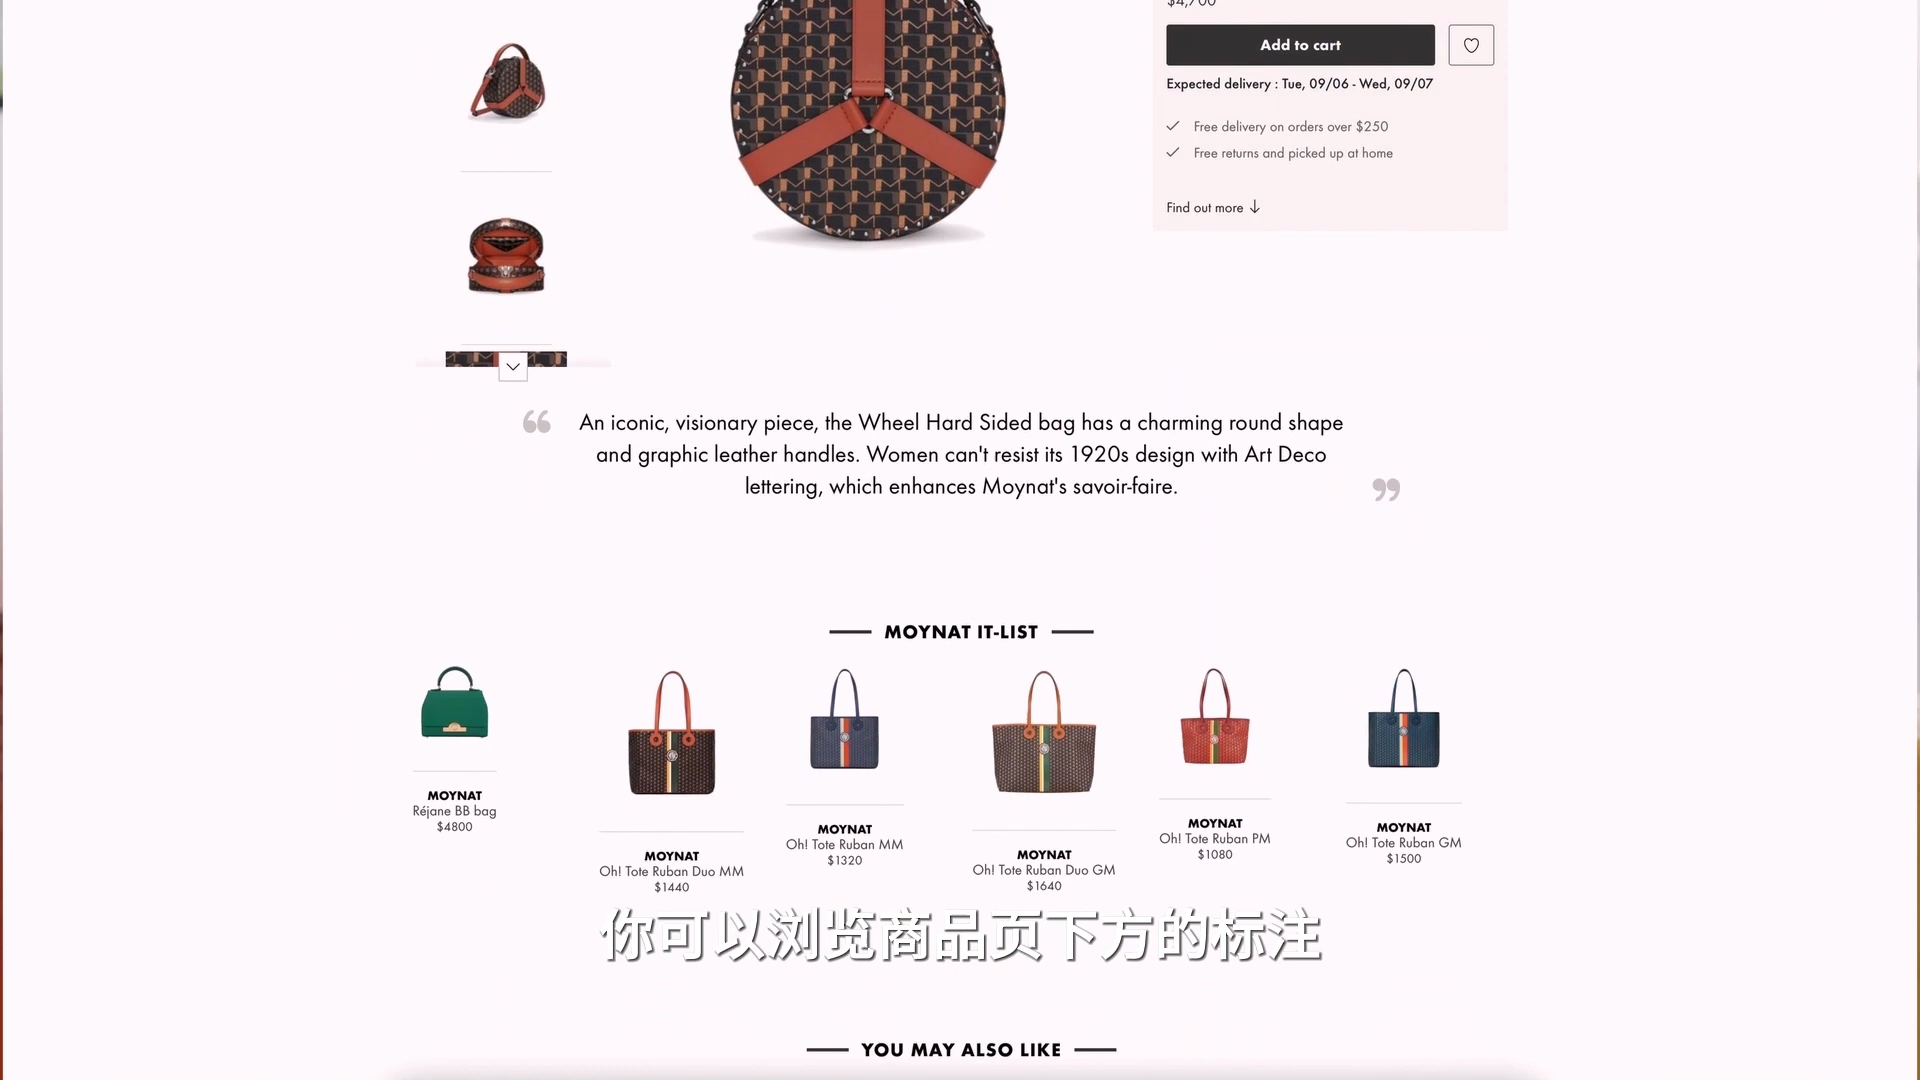 $4,700
Add to cart
Expected delivery : Tue, 09/06 - Wed, 09/07
Free delivery on orders over $250
Free returns and picked up at home
Find out more
An iconic, visionary piece, the Wheel Hard Sided bag has a charming round shape
and graphic leather handles. Women can't resist its 1920s design with Art Deco
lettering, which enhances Moynat's savoir-faire.
MOYNAT IT-LIST
MOYNAT
Réjane BB bag
$4800
MOYNAT
Oh! Tote Ruban Duo MM
$1440
MOYNAT
Oh! Tote Ruban MM
$1320
MOYNAT
Oh! Tote Ruban Duo GM
$1640
MOYNAT
Oh! Tote Ruban PM
$1080
MOYNAT
Oh! Tote Ruban GM
$1500
你可以浏览商品页下方的标注
YOU MAY ALSO LIKE